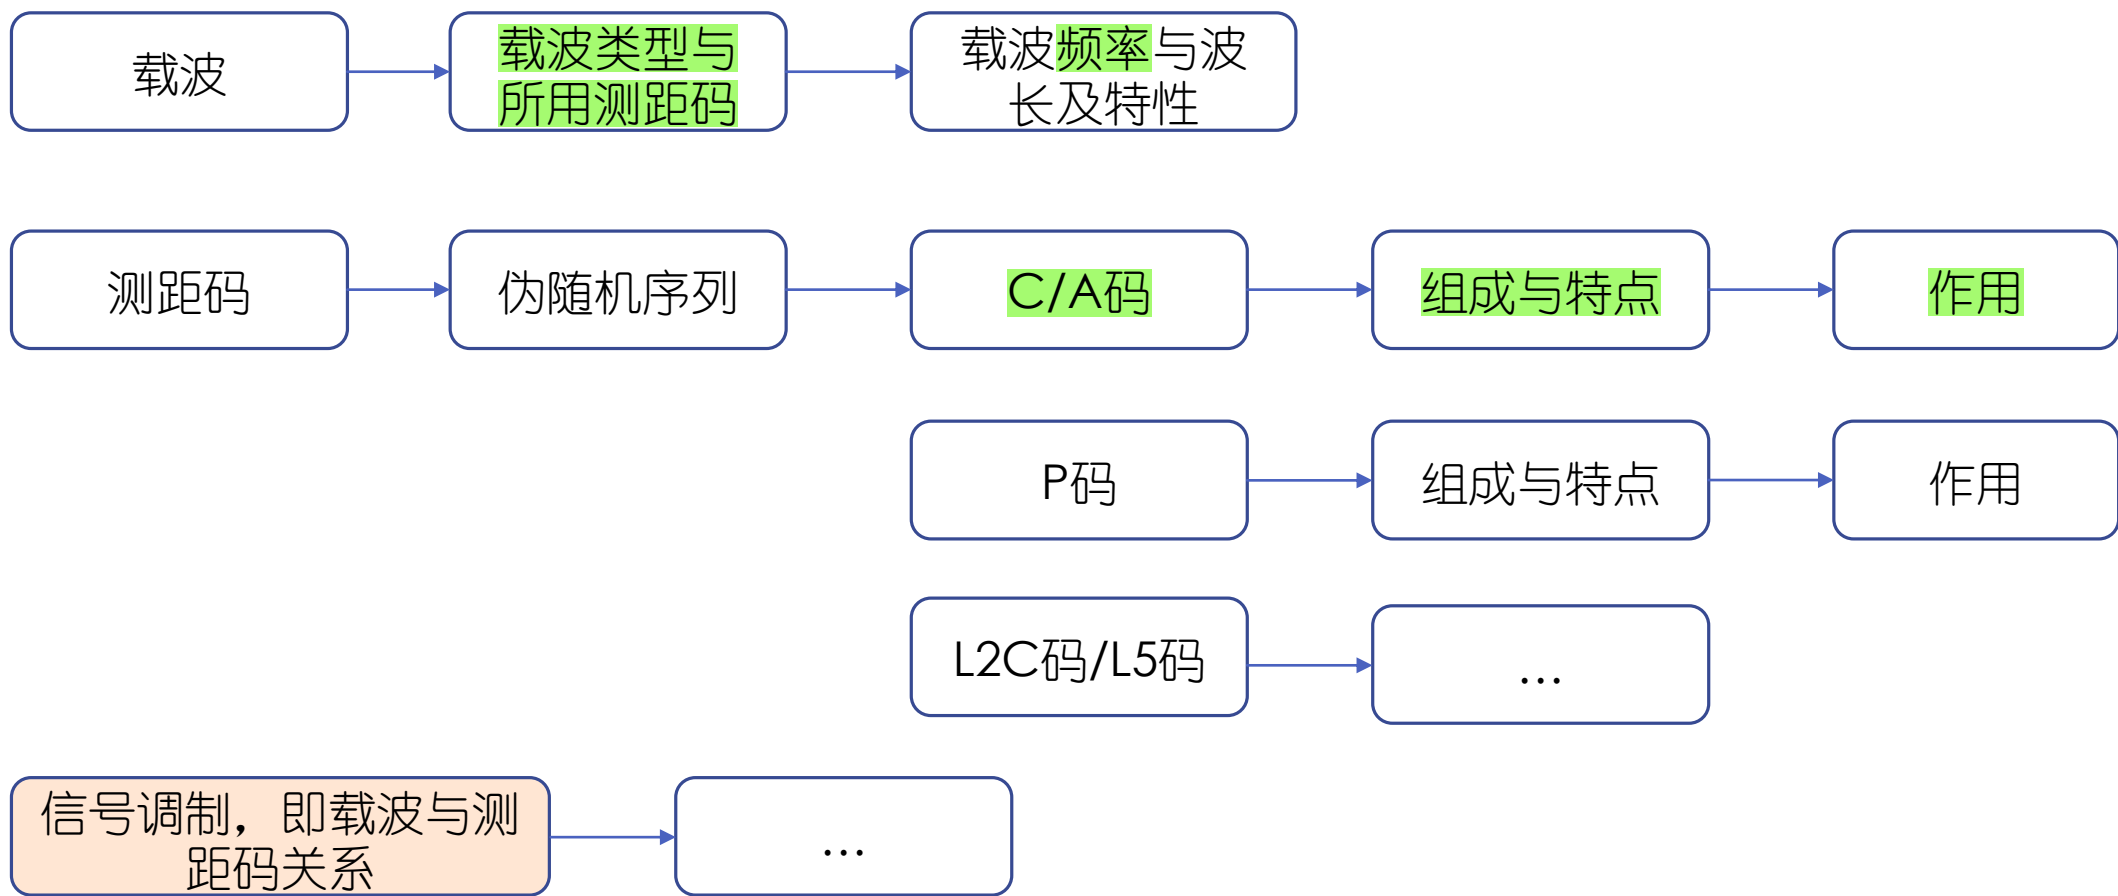 载波
载波类型与
所用测距码
载波频率与波
长及特性
测距码
伪随机序列
C/A码
组成与特点
作用
P码
组成与特点
作用
L2C码/L5码
...
信号调制，即载波与测
距码关系
...